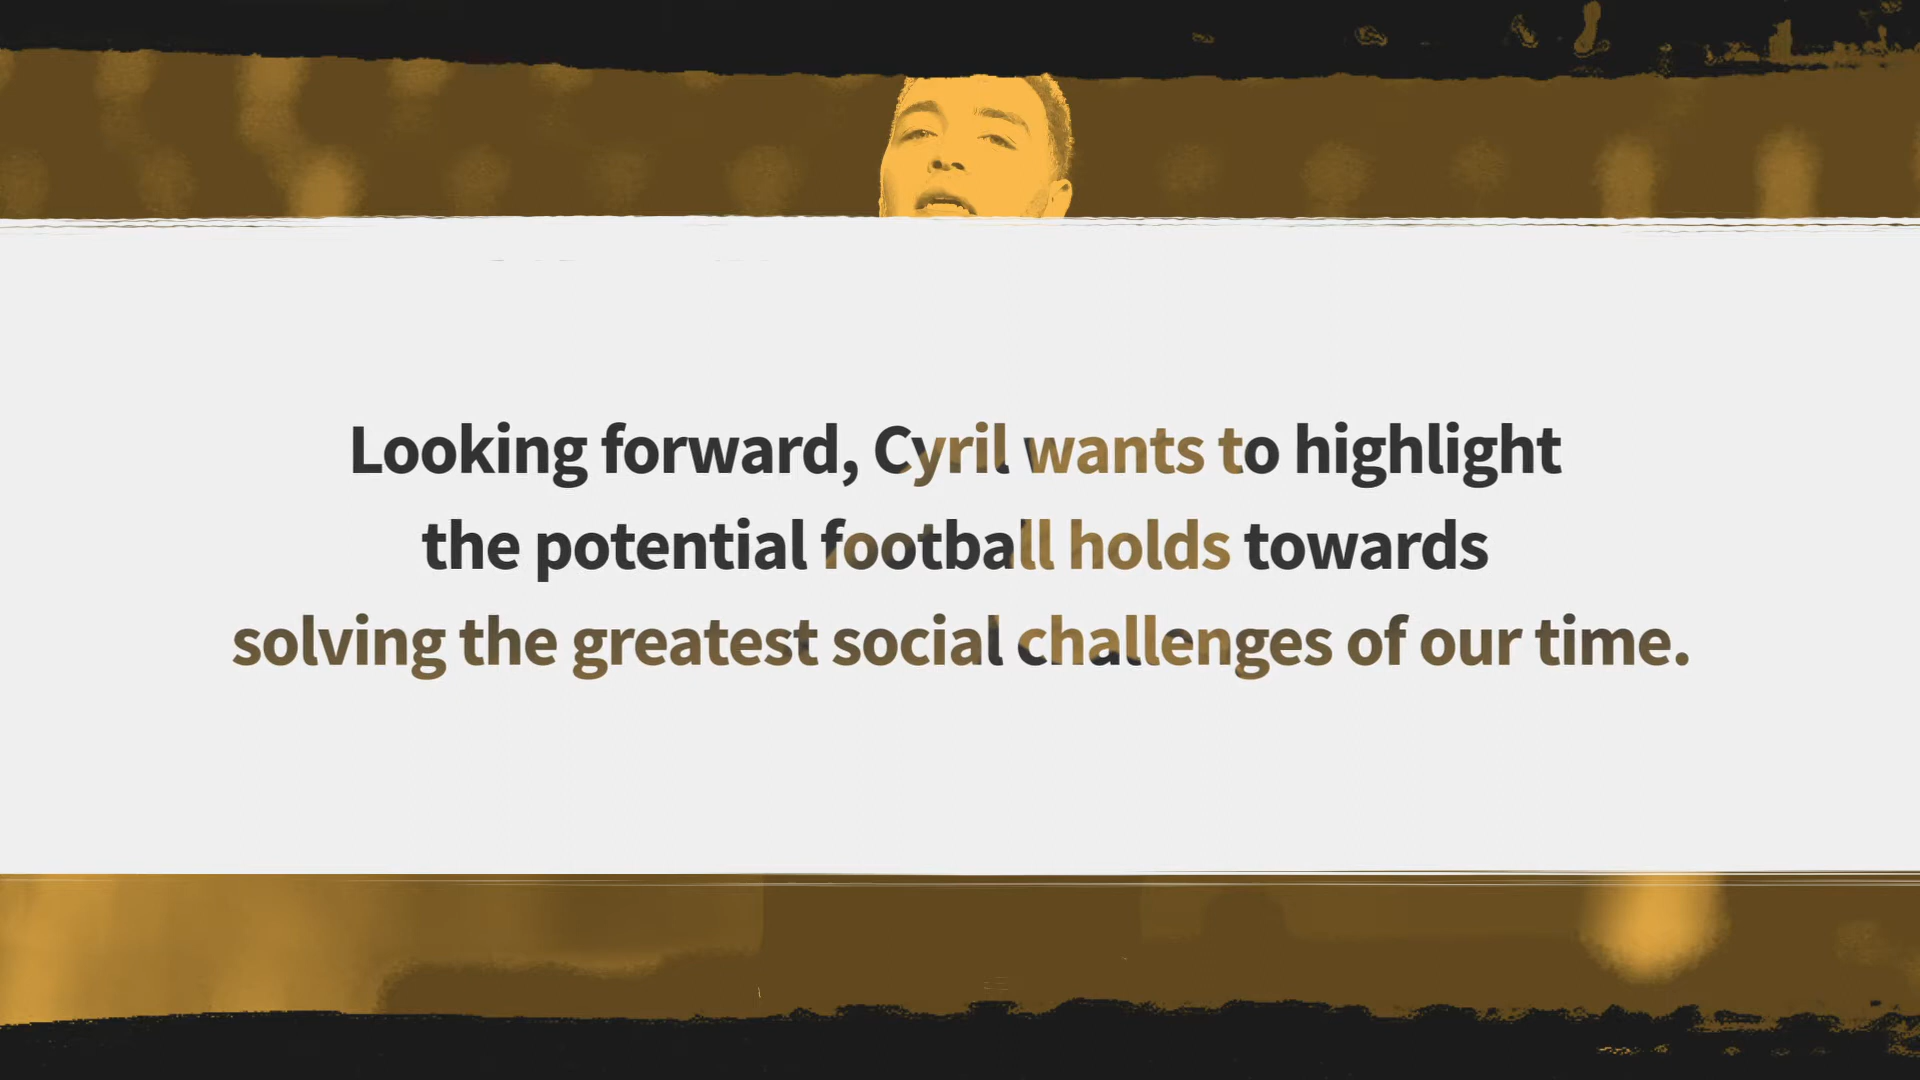 Looking forward, Cyril wants to highlight
the potential football holds towards
solving the greatest social challenges of our time.